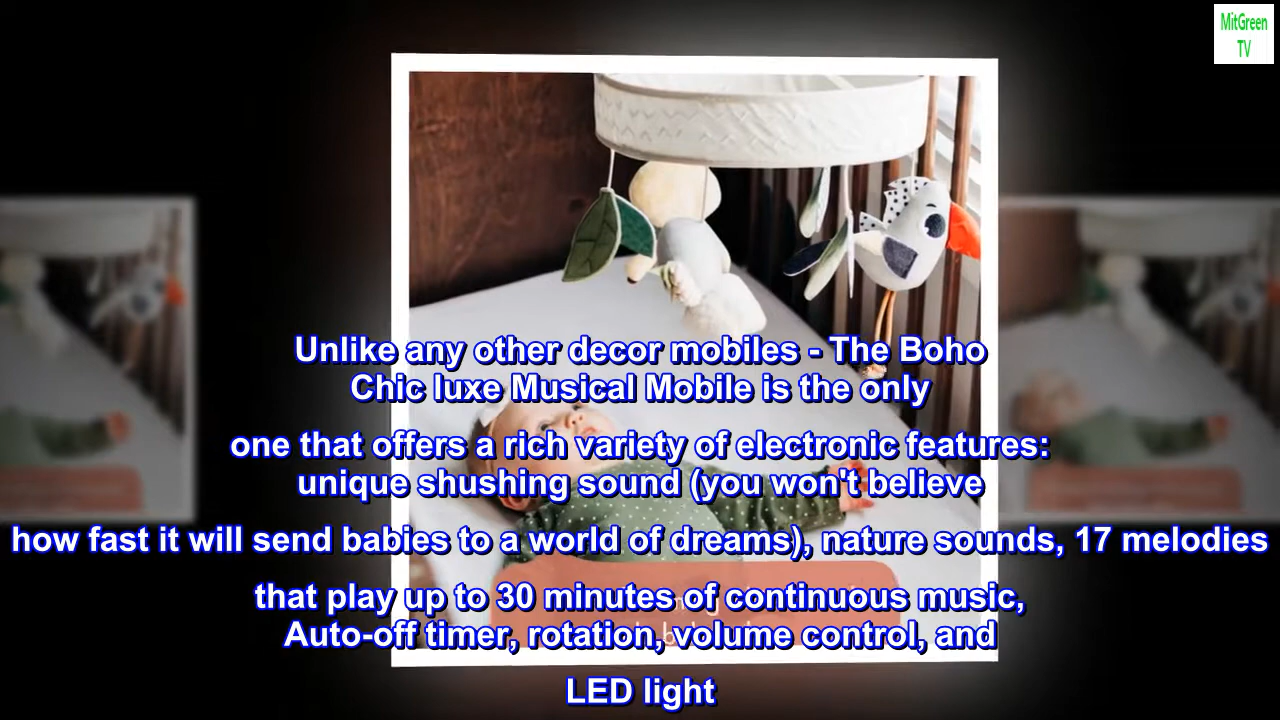 MitGreen
TV
Unlike any other decor mobiles - The Boho
Chic luxe Musical Mobile is the only
one that offers a rich variety of electronic features:
unique shushing sound (you won't believe
how fast it will send babies to a world of dreams), nature sounds, 17 melodies
that play up to 30 minutes of continuous music,
Auto-off timer, rotation, volume control, and
LED light